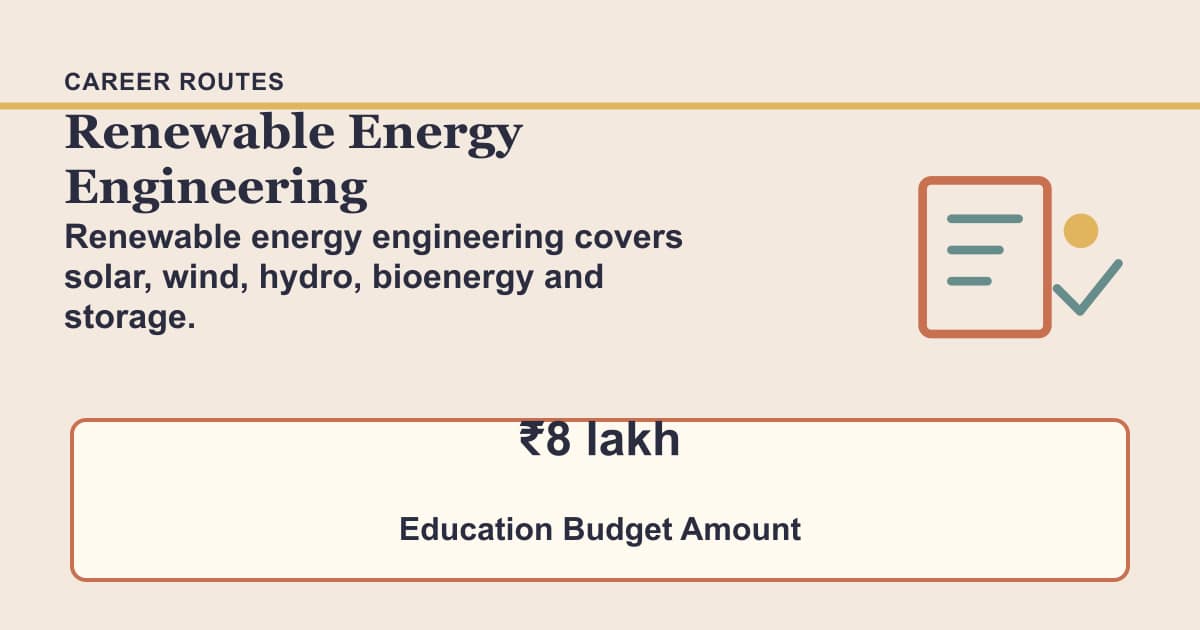 CAREER ROUTES
Renewable Energy
Engineering
Renewable energy engineering covers
solar, wind, hydro, bioenergy and
storage.
₹8 lakh
Education Budget Amount